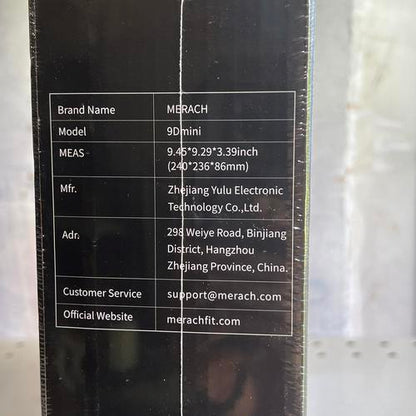 Brand Name MERACH
Model 9Dmini
MEAS 9.45*9.29*3.39inch
(240*236*86mm)
Mfr. Zhejiang Yulu Electronic
Technology Co.,Ltd.
Adr. 298 Weiye Road, Binjiang
District, Hangzhou
Zhejiang Province, China.
Customer Service support@merach.com
Official Website merachfit.com